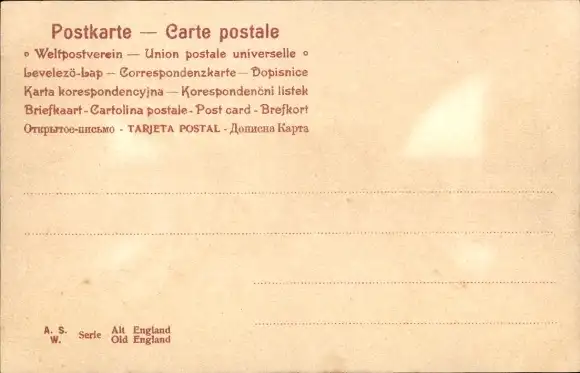 Postkarte — Carte postale
Weltpostverein — Union postale universelle
Levelező-Lap — Correspondenzkarte — Dopisnice
Karta korespondencyjna — Korespondenční lístek
Briefkaart - Cartolina postale - Post card - Brefkort
Открытое-письмо - TARJETA POSTAL - Дописна Карта
A. S. W. Serie Alt England
Old England